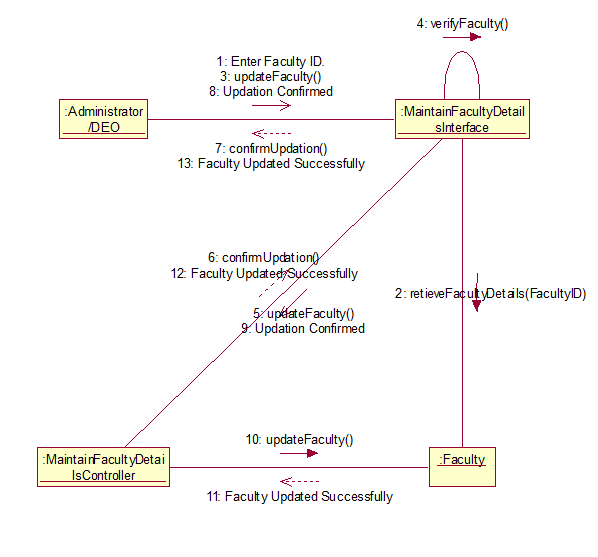 4: verifyFaculty()
1: Enter Faculty ID.
3: updateFaculty()
8: Updation Confirmed
:Administrator
/DEO
:MaintainFacultyDetail
sInterface
7: confirmUpdation()
13: Faculty Updated Successfully
6: confirmUpdation()
12: Faculty Updated Successfully
2: retieveFacultyDetails(FacultyID)
5: updateFaculty()
9: Updation Confirmed
10: updateFaculty()
:MaintainFacultyDetai
lsController
:Faculty
11: Faculty Updated Successfully